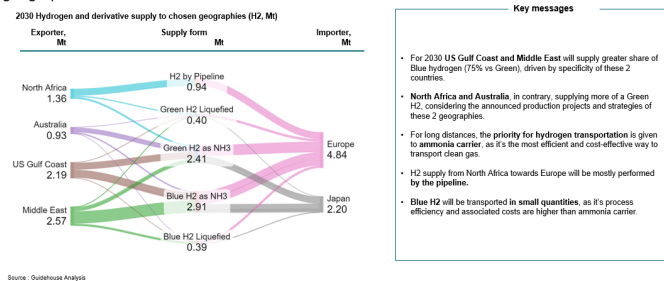 2030 Hydrogen and derivative supply to chosen geographies (H2, Mt)
Exporter,
Mt
Supply form
Mt
Importer,
Mt
North Africa
1.36
Australia
0.93
US Gulf Coast
2.19
Middle East
2.57
H2 by Pipeline
0.94
Green H2 Liquefied
0.40
Green H2 as NH3
2.41
Blue H2 as NH3
2.91
Blue H2 Liquefied
0.39
Europe
4.84
Japan
2.20
Source : Guidehouse Analysis
Key messages
• For 2030 US Gulf Coast and Middle East will supply greater share of
Blue hydrogen (75% vs Green), driven by specificity of these 2
countries.
• North Africa and Australia, in contrary, supplying more of a Green
H2, considering the announced production projects and strategies of
these 2 geographies.
• For long distances, the priority for hydrogen transportation is given
to ammonia carrier, as it's the most efficient and cost-effective way to
transport clean gas.
• H2 supply from North Africa towards Europe will be mostly performed
by the pipeline.
• Blue H2 will be transported in small quantities, as it's process
efficiency and associated costs are higher than ammonia carrier.